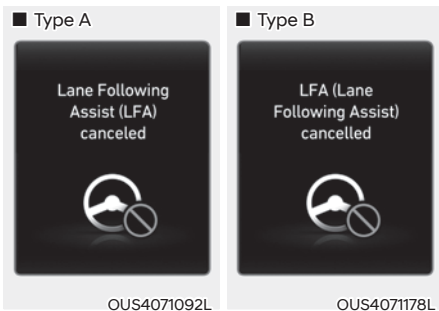 ■ Type A
Lane Following
Assist (LFA)
canceled
OUS4071092L
■ Type B
LFA (Lane
Following Assist)
cancelled
OUS4071178L